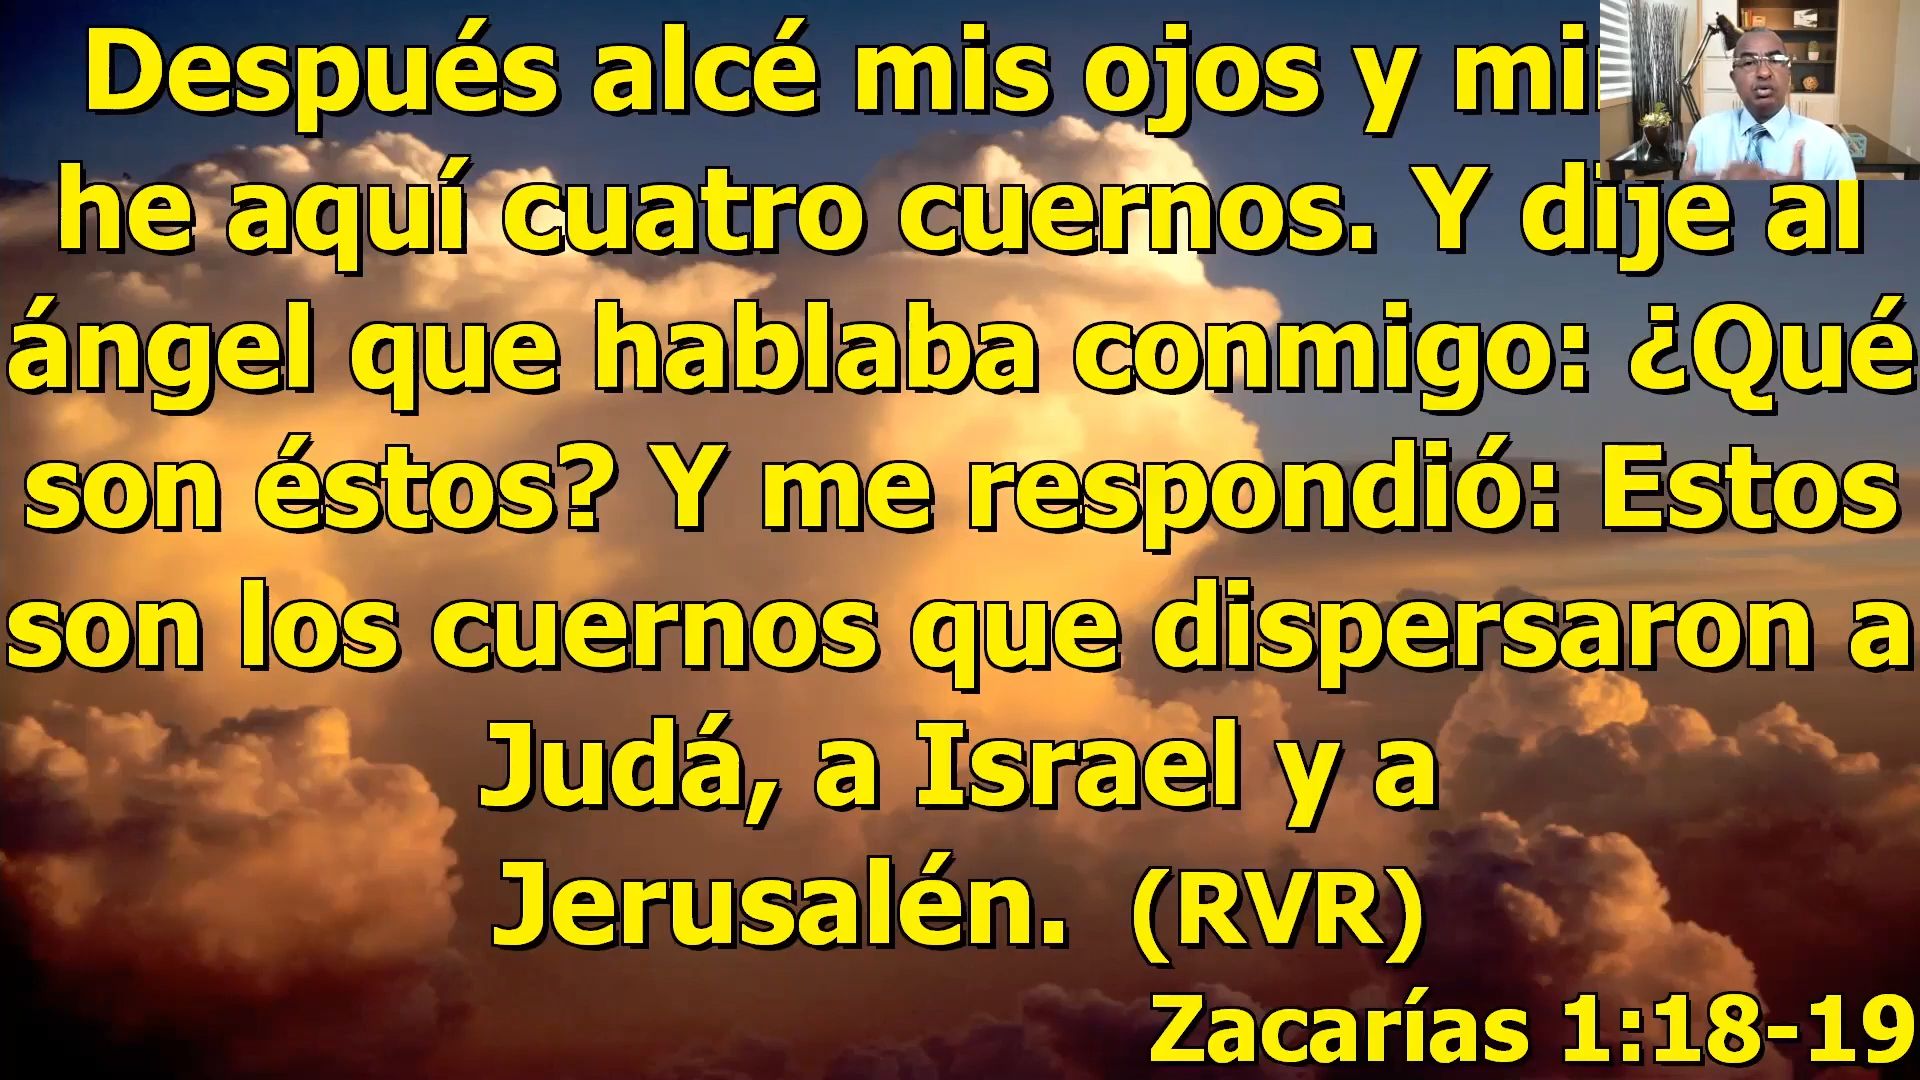 Después alcé mis ojos y
he aquí cuatro cuernos. Y dije al
ángel que hablaba conmigo: ¿Qué
son éstos? Y me respondió: Estos
son los cuernos que dispersaron a
Judá, a Israel y a
Jerusalén. (RVR)
Zacarías 1:18-19